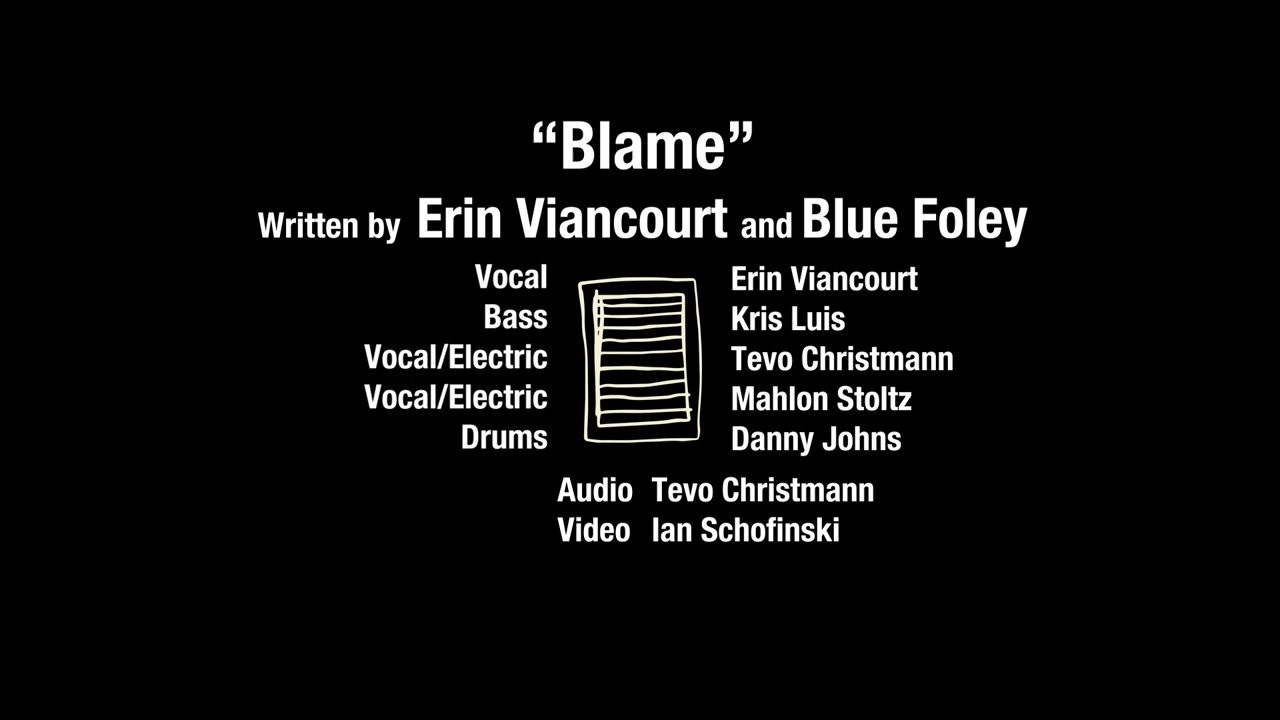 “Blame”
Written by Erin Viancourt and Blue Foley
Vocal Erin Viancourt
Bass Kris Luis
Vocal/Electric Tevo Christmann
Vocal/Electric Mahlon Stoltz
Drums Danny Johns
Audio Tevo Christmann
Video Ian Schofinski